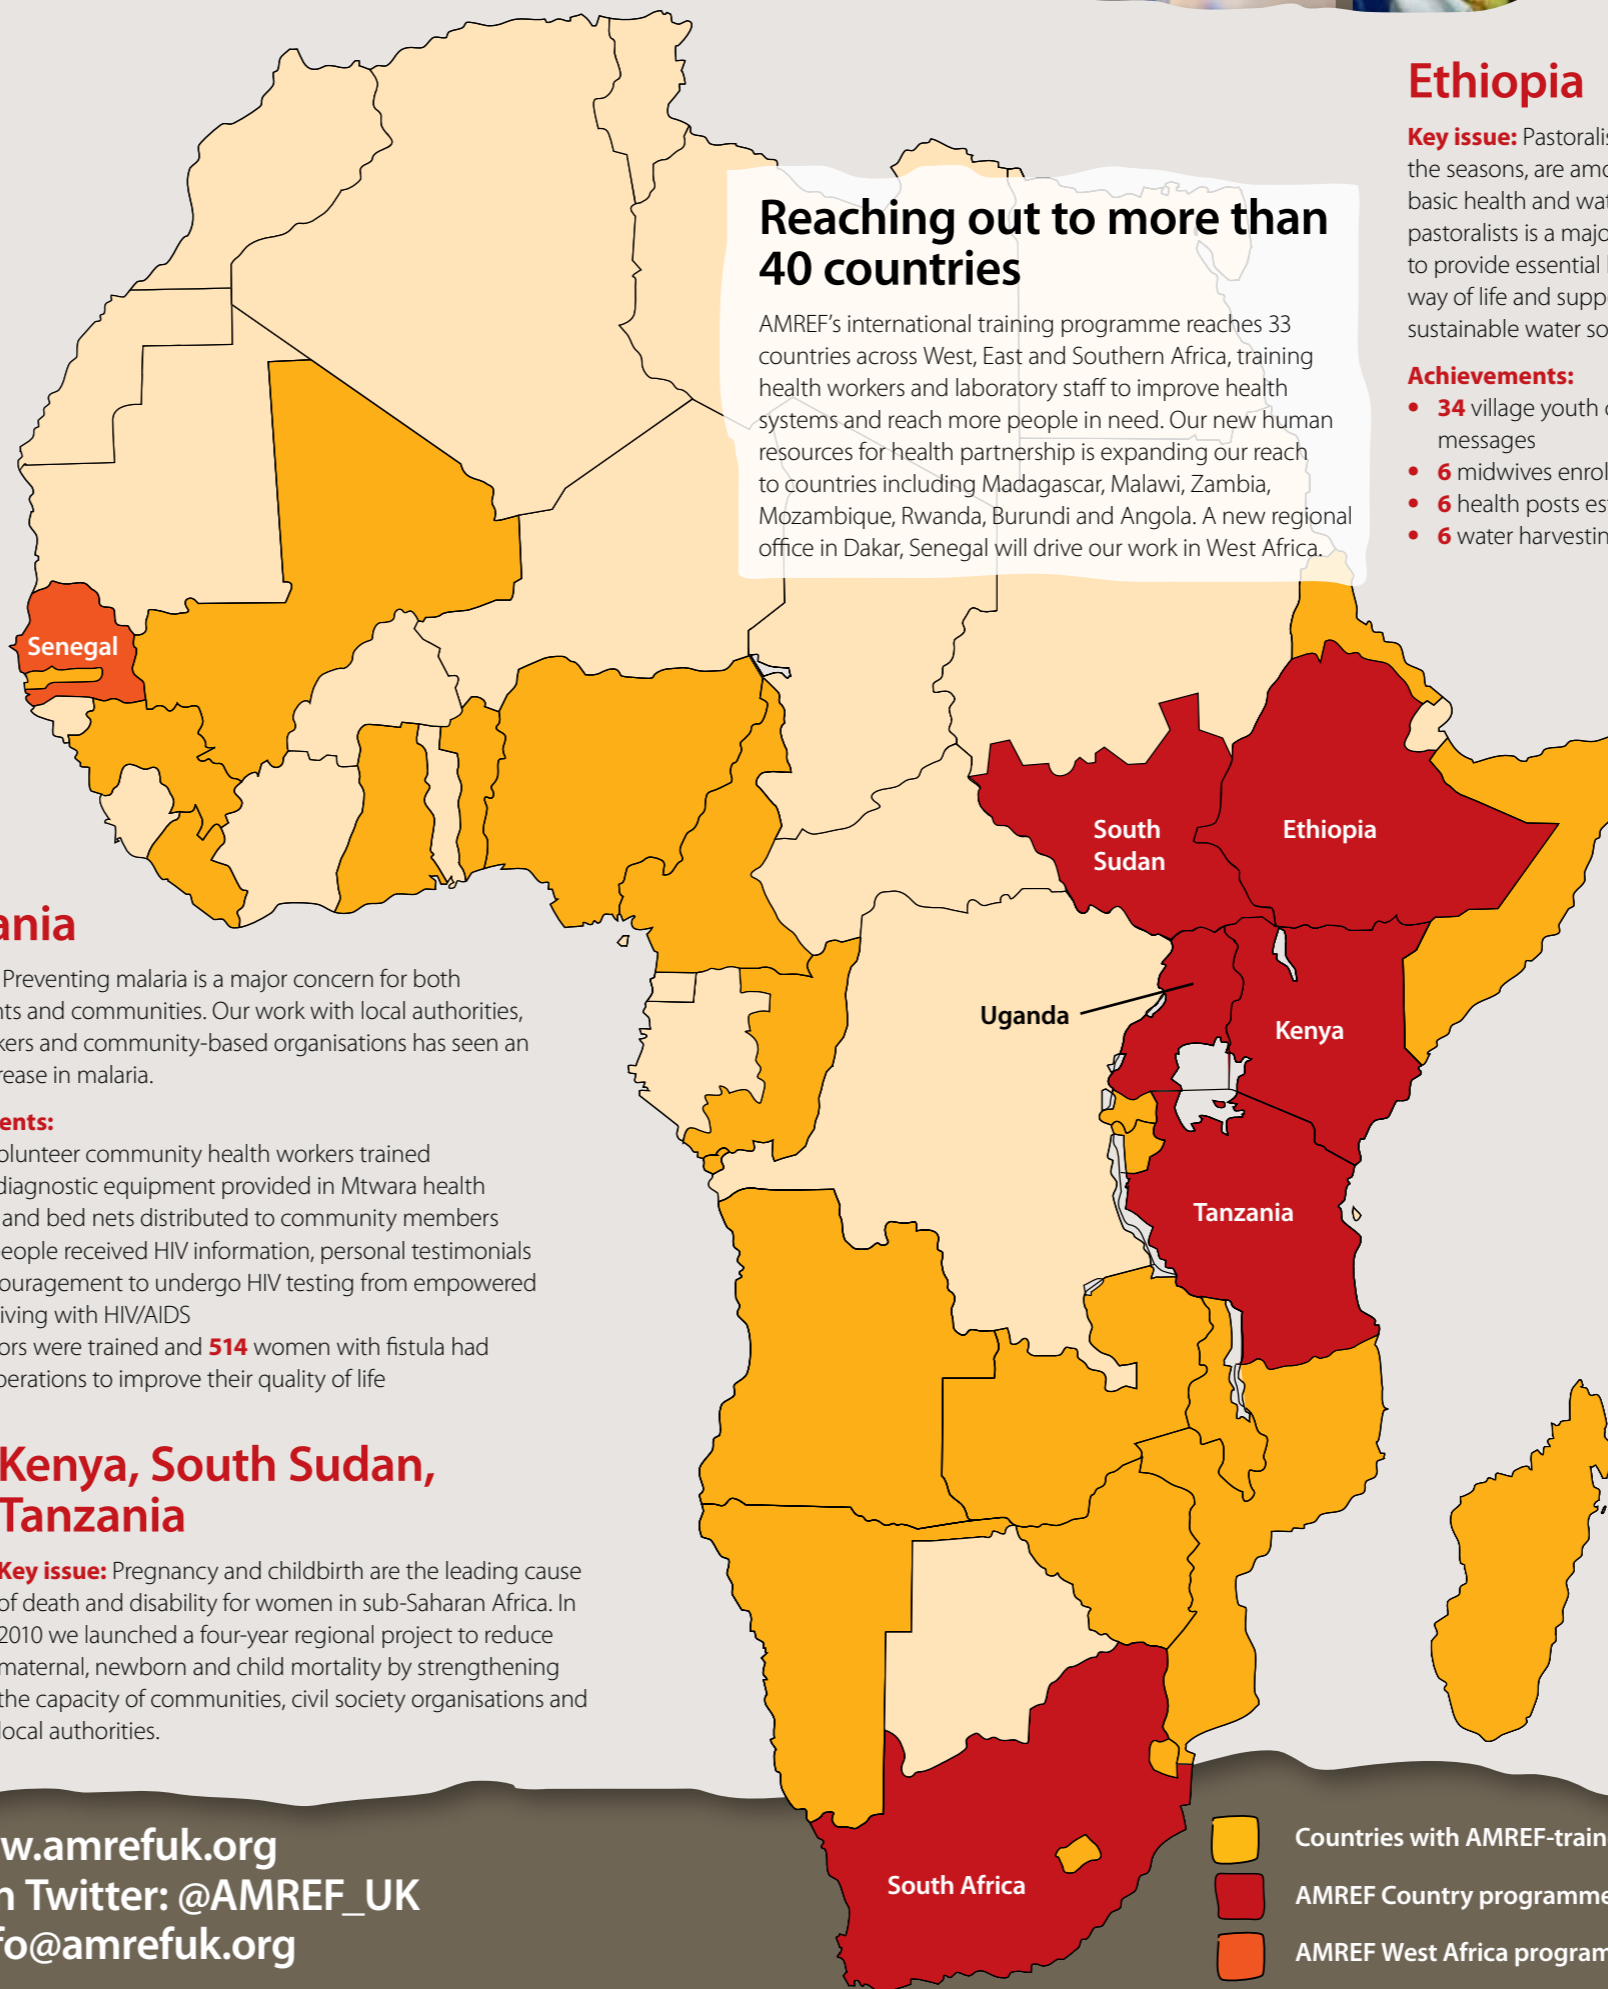 Ethiopia
Key issue: Pastoralis
the seasons, are amo
basic health and wat
pastoralists is a majo
to provide essential
way of life and supp
sustainable water so
Achievements:
• 34 village youth
messages
• 6 midwives enrol
• 6 health posts es
• 6 water harvestin
Reaching out to more than
40 countries
AMREF’s international training programme reaches 33
countries across West, East and Southern Africa, training
health workers and laboratory staff to improve health
systems and reach more people in need. Our new human
resources for health partnership is expanding our reach
to countries including Madagascar, Malawi, Zambia,
Mozambique, Rwanda, Burundi and Angola. A new regional
office in Dakar, Senegal will drive our work in West Africa.
Senegal
South
Sudan
Ethiopia
Uganda
Kenya
Tanzania
South Africa
ania
Preventing malaria is a major concern for both
nts and communities. Our work with local authorities,
kers and community-based organisations has seen an
rease in malaria.
ents:
olunteer community health workers trained
diagnostic equipment provided in Mtwara health
and bed nets distributed to community members
eople received HIV information, personal testimonials
ouragement to undergo HIV testing from empowered
iving with HIV/AIDS
ors were trained and 514 women with fistula had
perations to improve their quality of life
Kenya, South Sudan,
Tanzania
Key issue: Pregnancy and childbirth are the leading cause
of death and disability for women in sub-Saharan Africa. In
2010 we launched a four-year regional project to reduce
maternal, newborn and child mortality by strengthening
the capacity of communities, civil society organisations and
local authorities.
w.amrefuk.org
n Twitter: @AMREF_UK
fo@amrefuk.org
Countries with AMREF-train
AMREF Country programme
AMREF West Africa program